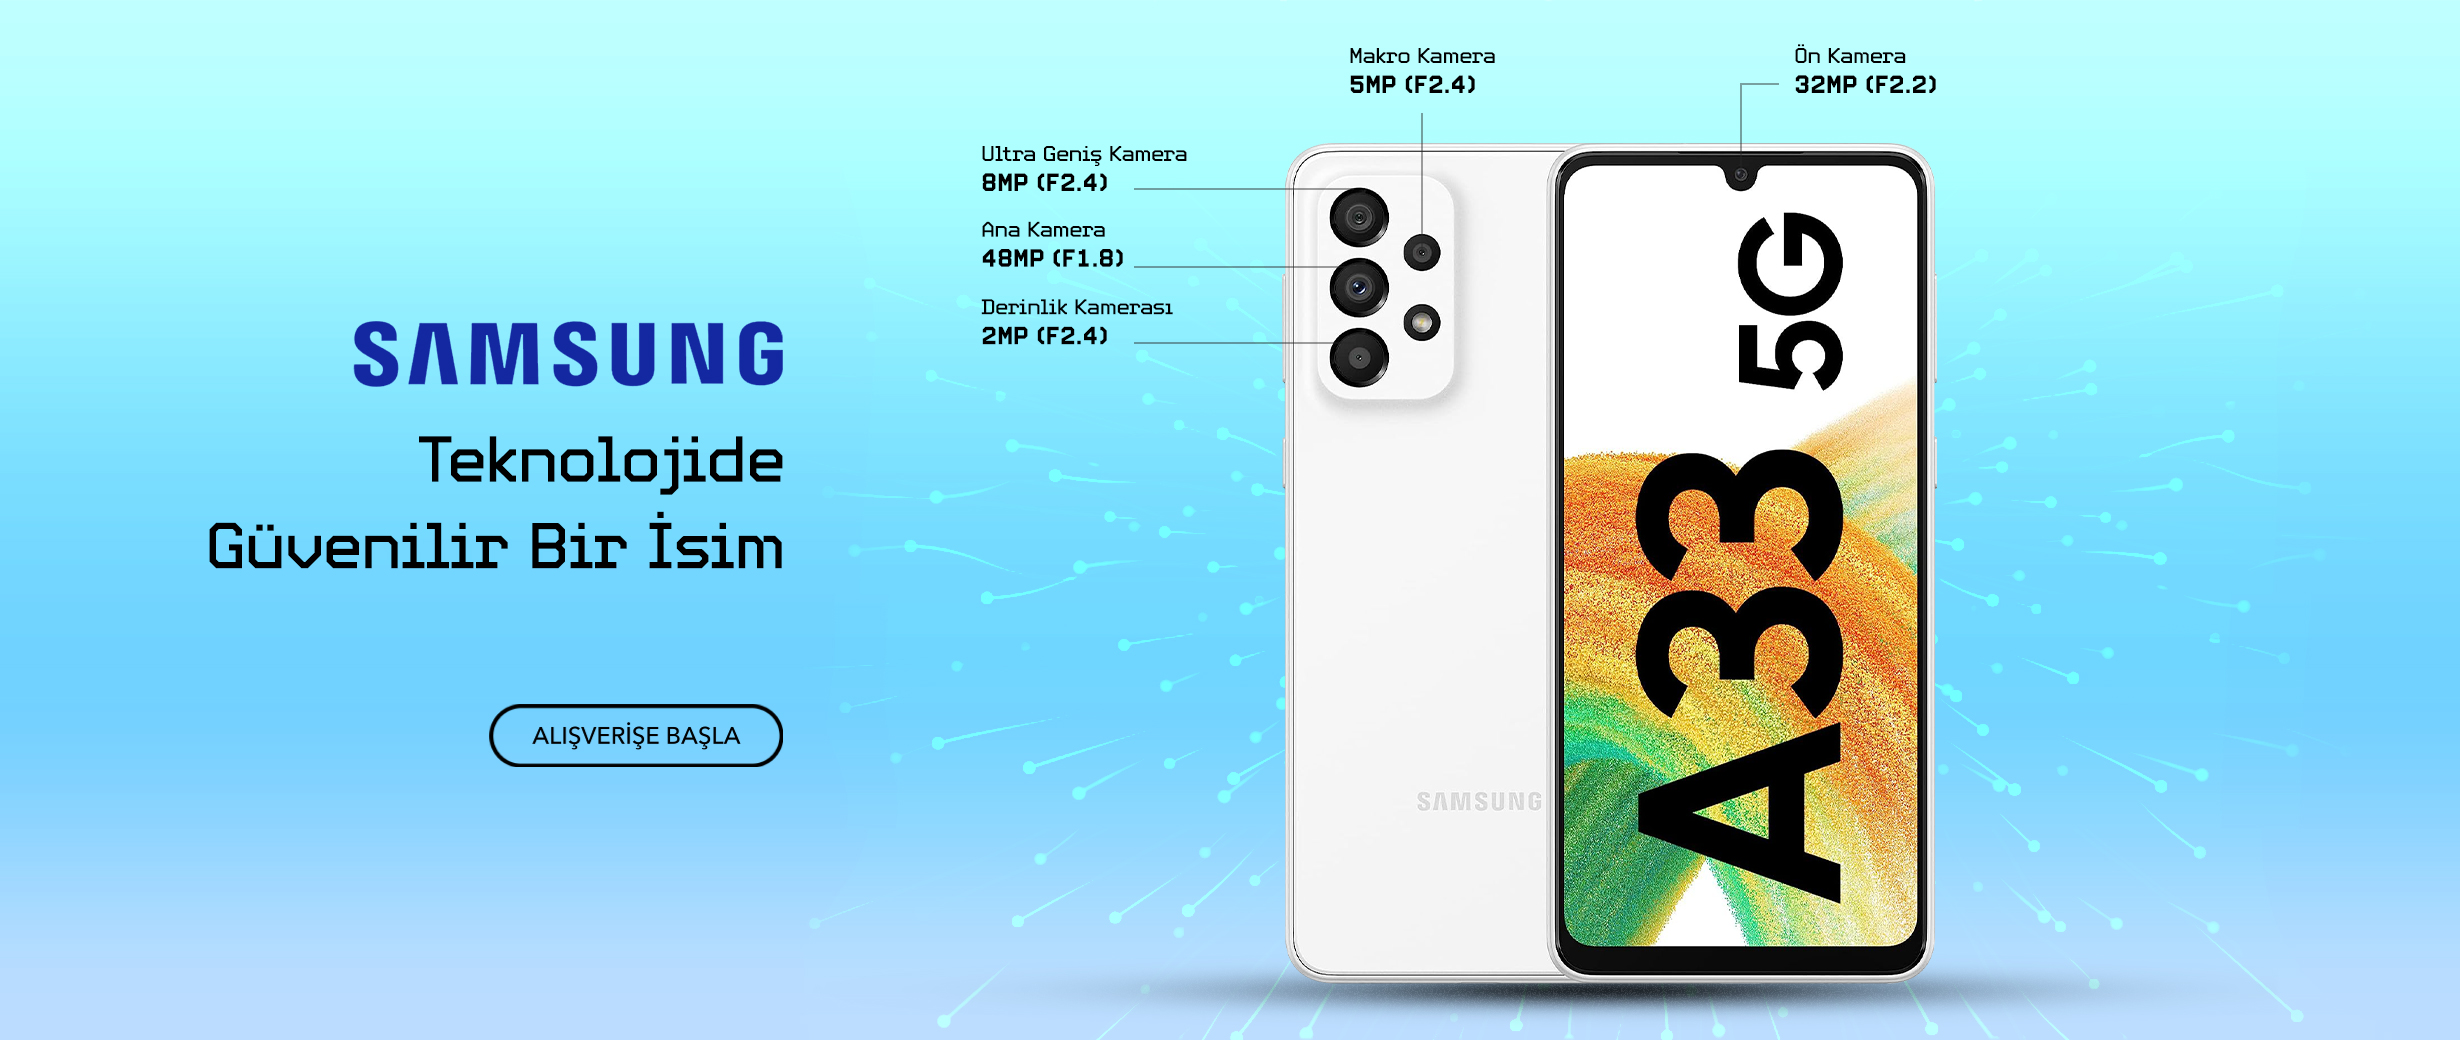 SAMSUNG
Teknolojide
Güvenilir Bir İsim
ALIŞVERİŞE BAŞLA
Makro Kamera
5MP (F2.4)
Ön Kamera
32MP (F2.2)
Ultra Geniş Kamera
8MP (F2.4)
Ana Kamera
48MP (F1.8)
Derinlik Kamerası
2MP (F2.4)
SAMSUNG
A33 5G